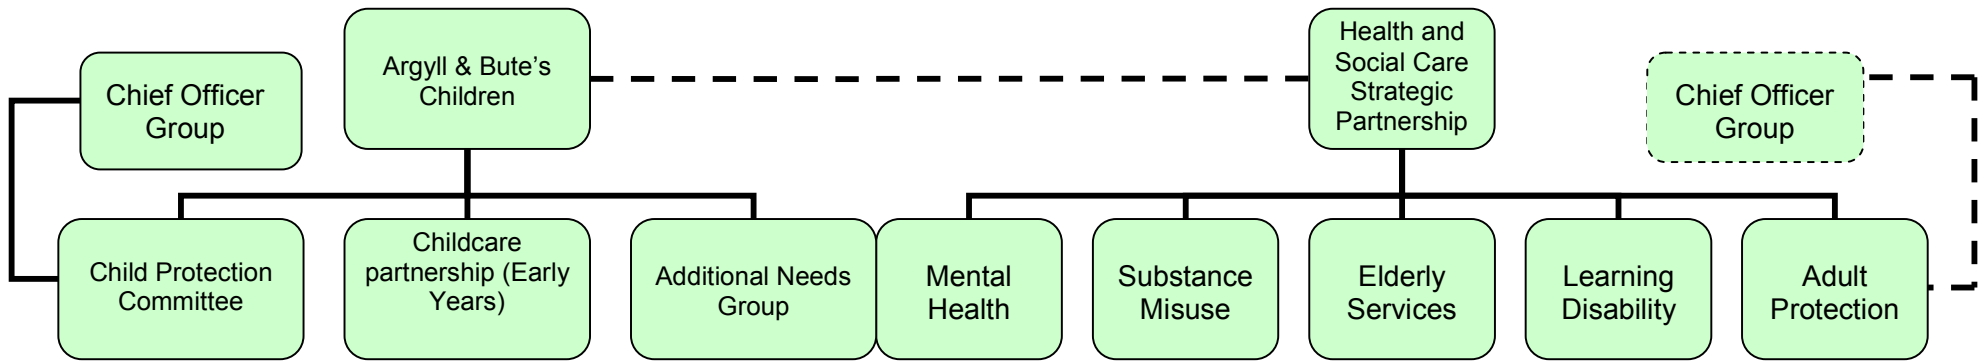 Chief Officer
Group
Argyll & Bute’s
Children
Health and
Social Care
Strategic
Partnership
Chief Officer
Group
Child Protection
Committee
Childcare
partnership (Early
Years)
Additional Needs
Group
Mental
Health
Substance
Misuse
Elderly
Services
Learning
Disability
Adult
Protection